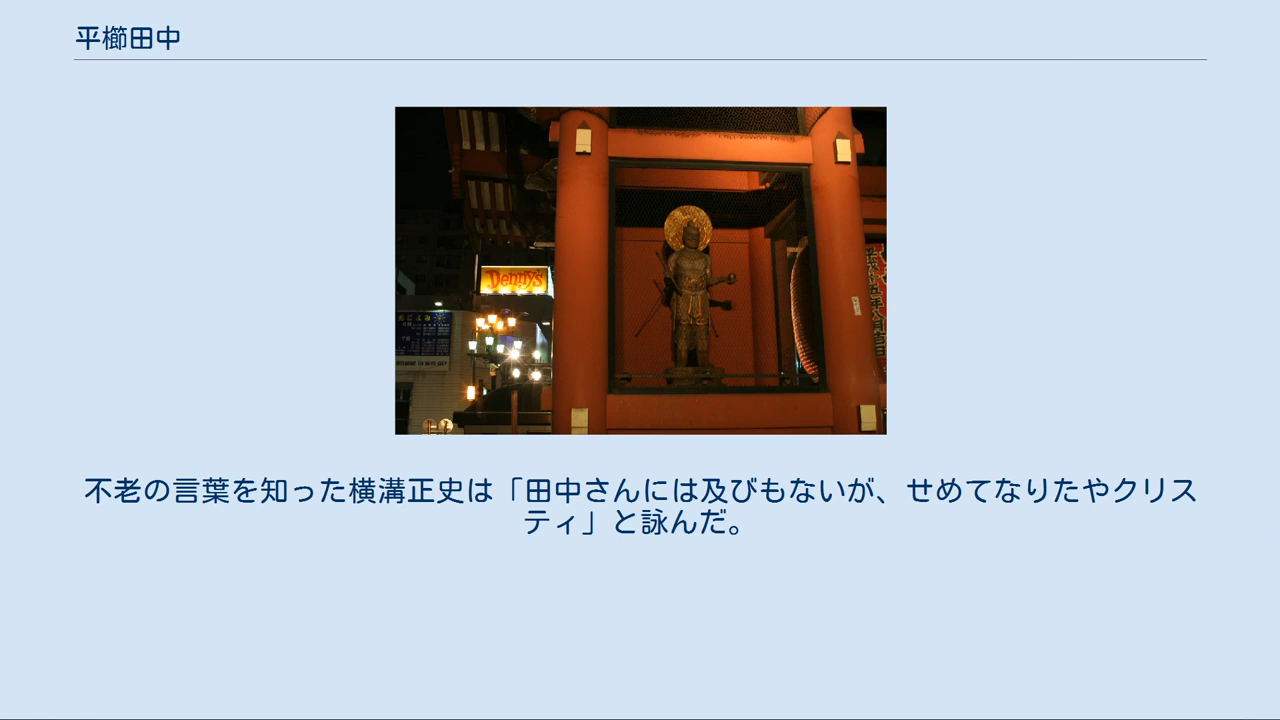 平櫛田中
Denny's
不老の言葉を知った横溝正史は「田中さんには及びもないが、せめてなりたやクリス
ティ」と詠んだ。